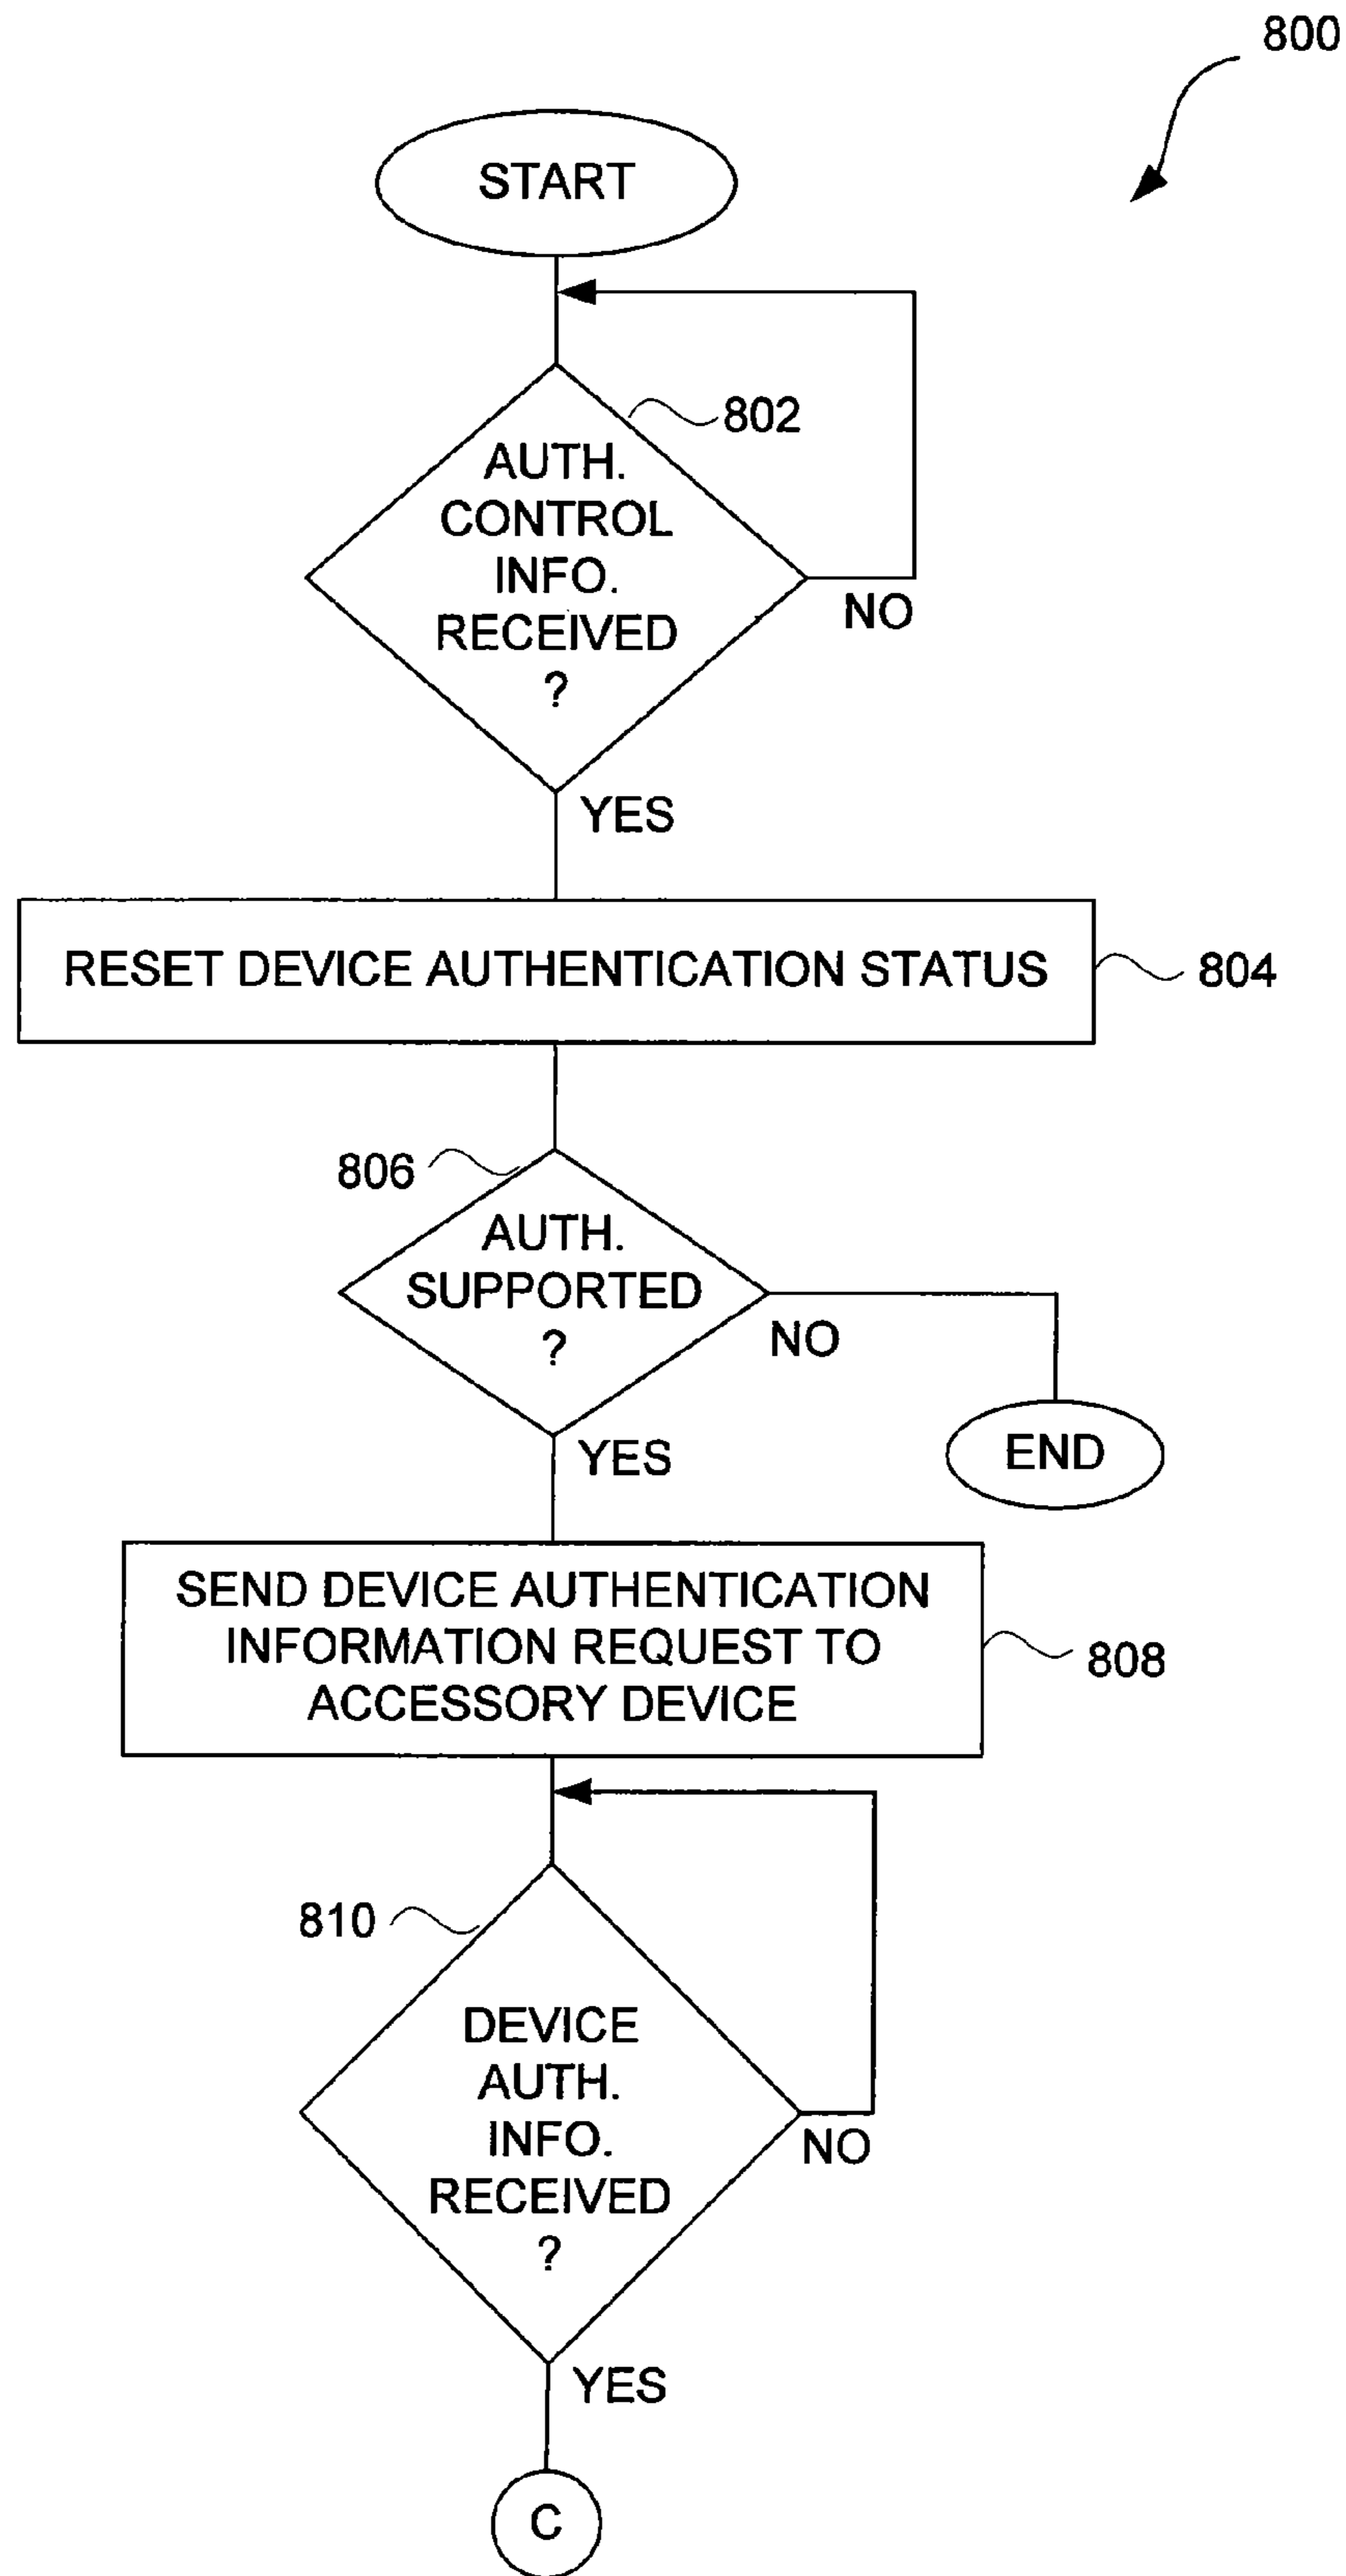 800
START
802
AUTH.
CONTROL
INFO.
RECEIVED
?
NO
YES
RESET DEVICE AUTHENTICATION STATUS
804
806
AUTH.
SUPPORTED
?
NO
END
YES
SEND DEVICE AUTHENTICATION
INFORMATION REQUEST TO
ACCESSORY DEVICE
808
810
DEVICE
AUTH.
INFO.
RECEIVED
?
NO
YES
C